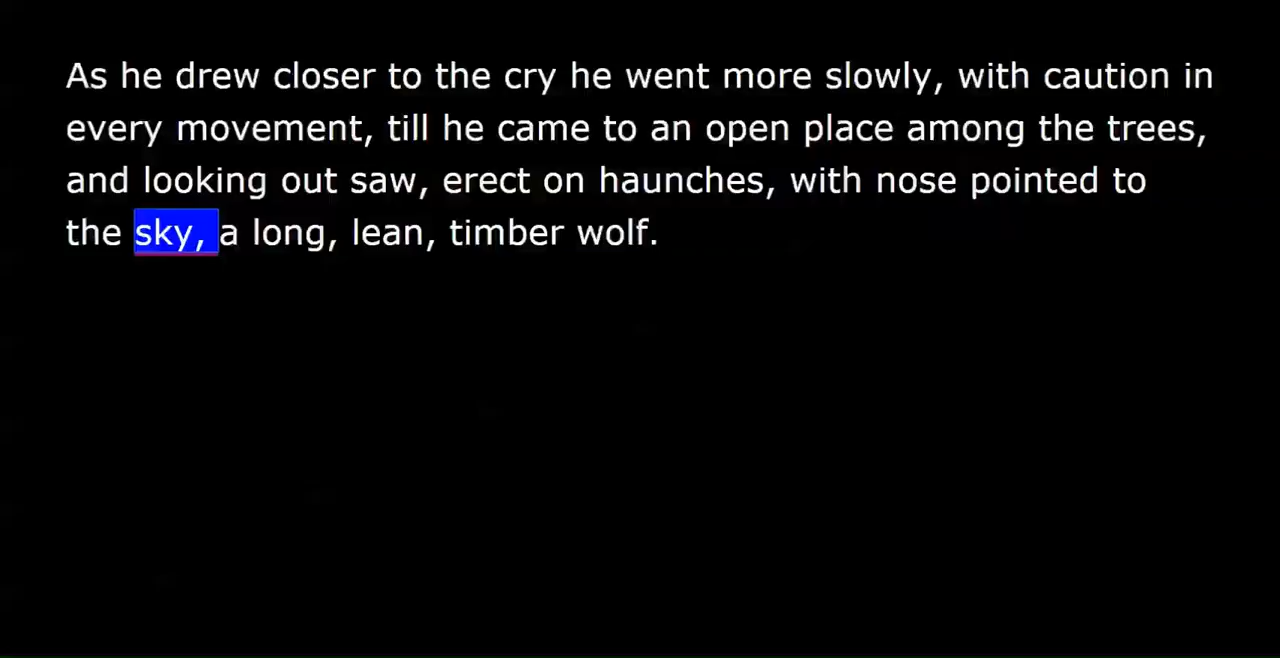 As he drew closer to the cry he went more slowly, with caution in
every movement, till he came to an open place among the trees,
and looking out saw, erect on haunches, with nose pointed to
the sky, a long, lean, timber wolf.